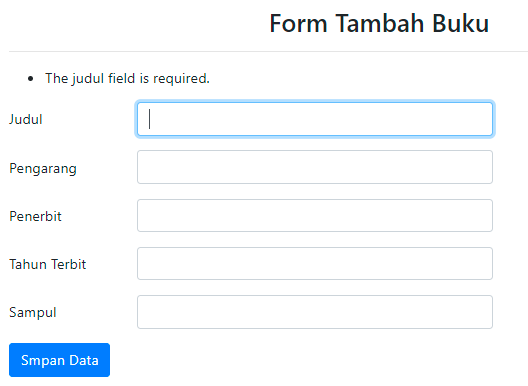 Form Tambah Buku
• The judul field is required.
Judul
Pengarang
Penerbit
Tahun Terbit
Sampul
Smpan Data